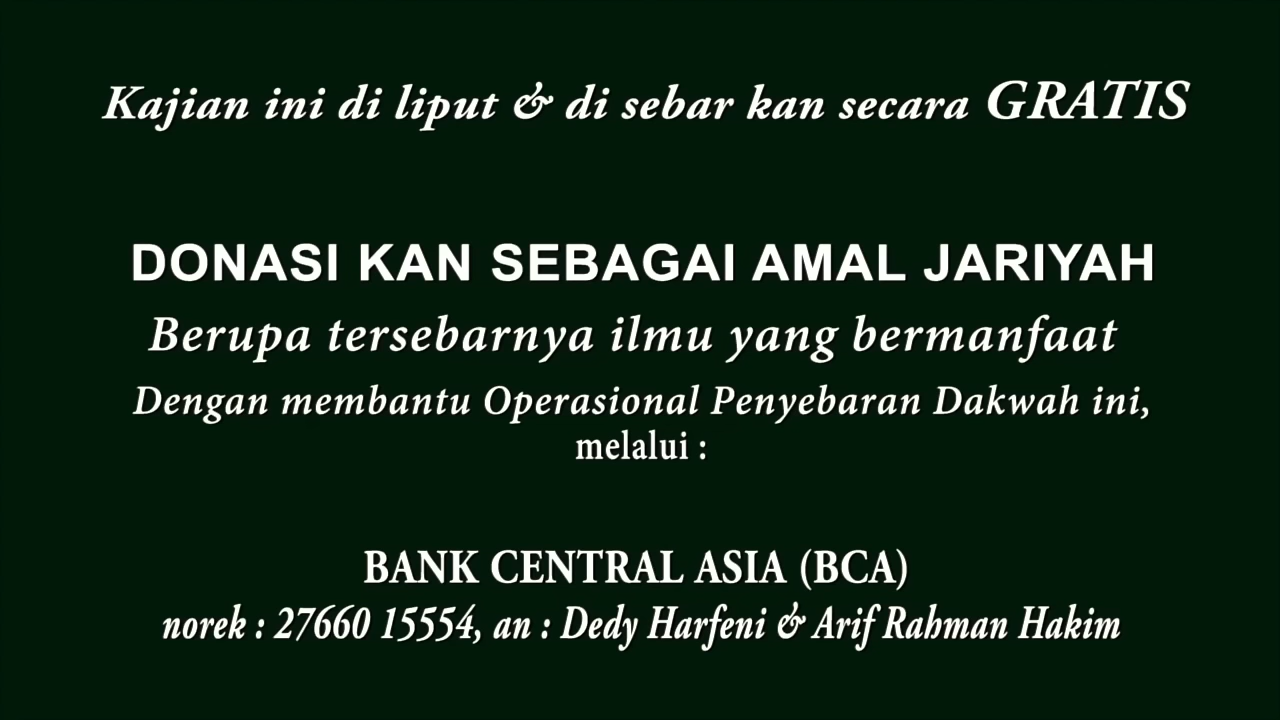 Kajian ini di liput & di sebar kan secara GRATIS
DONASI KAN SEBAGAI AMAL JARIYAH
Berupa tersebarnya ilmu yang bermanfaat
Dengan membantu Operasional Penyebaran Dakwah ini,
melalui :
BANK CENTRAL ASIA (BCA)
norek : 27660 15554, an : Dedy Harfeni & Arif Rahman Hakim